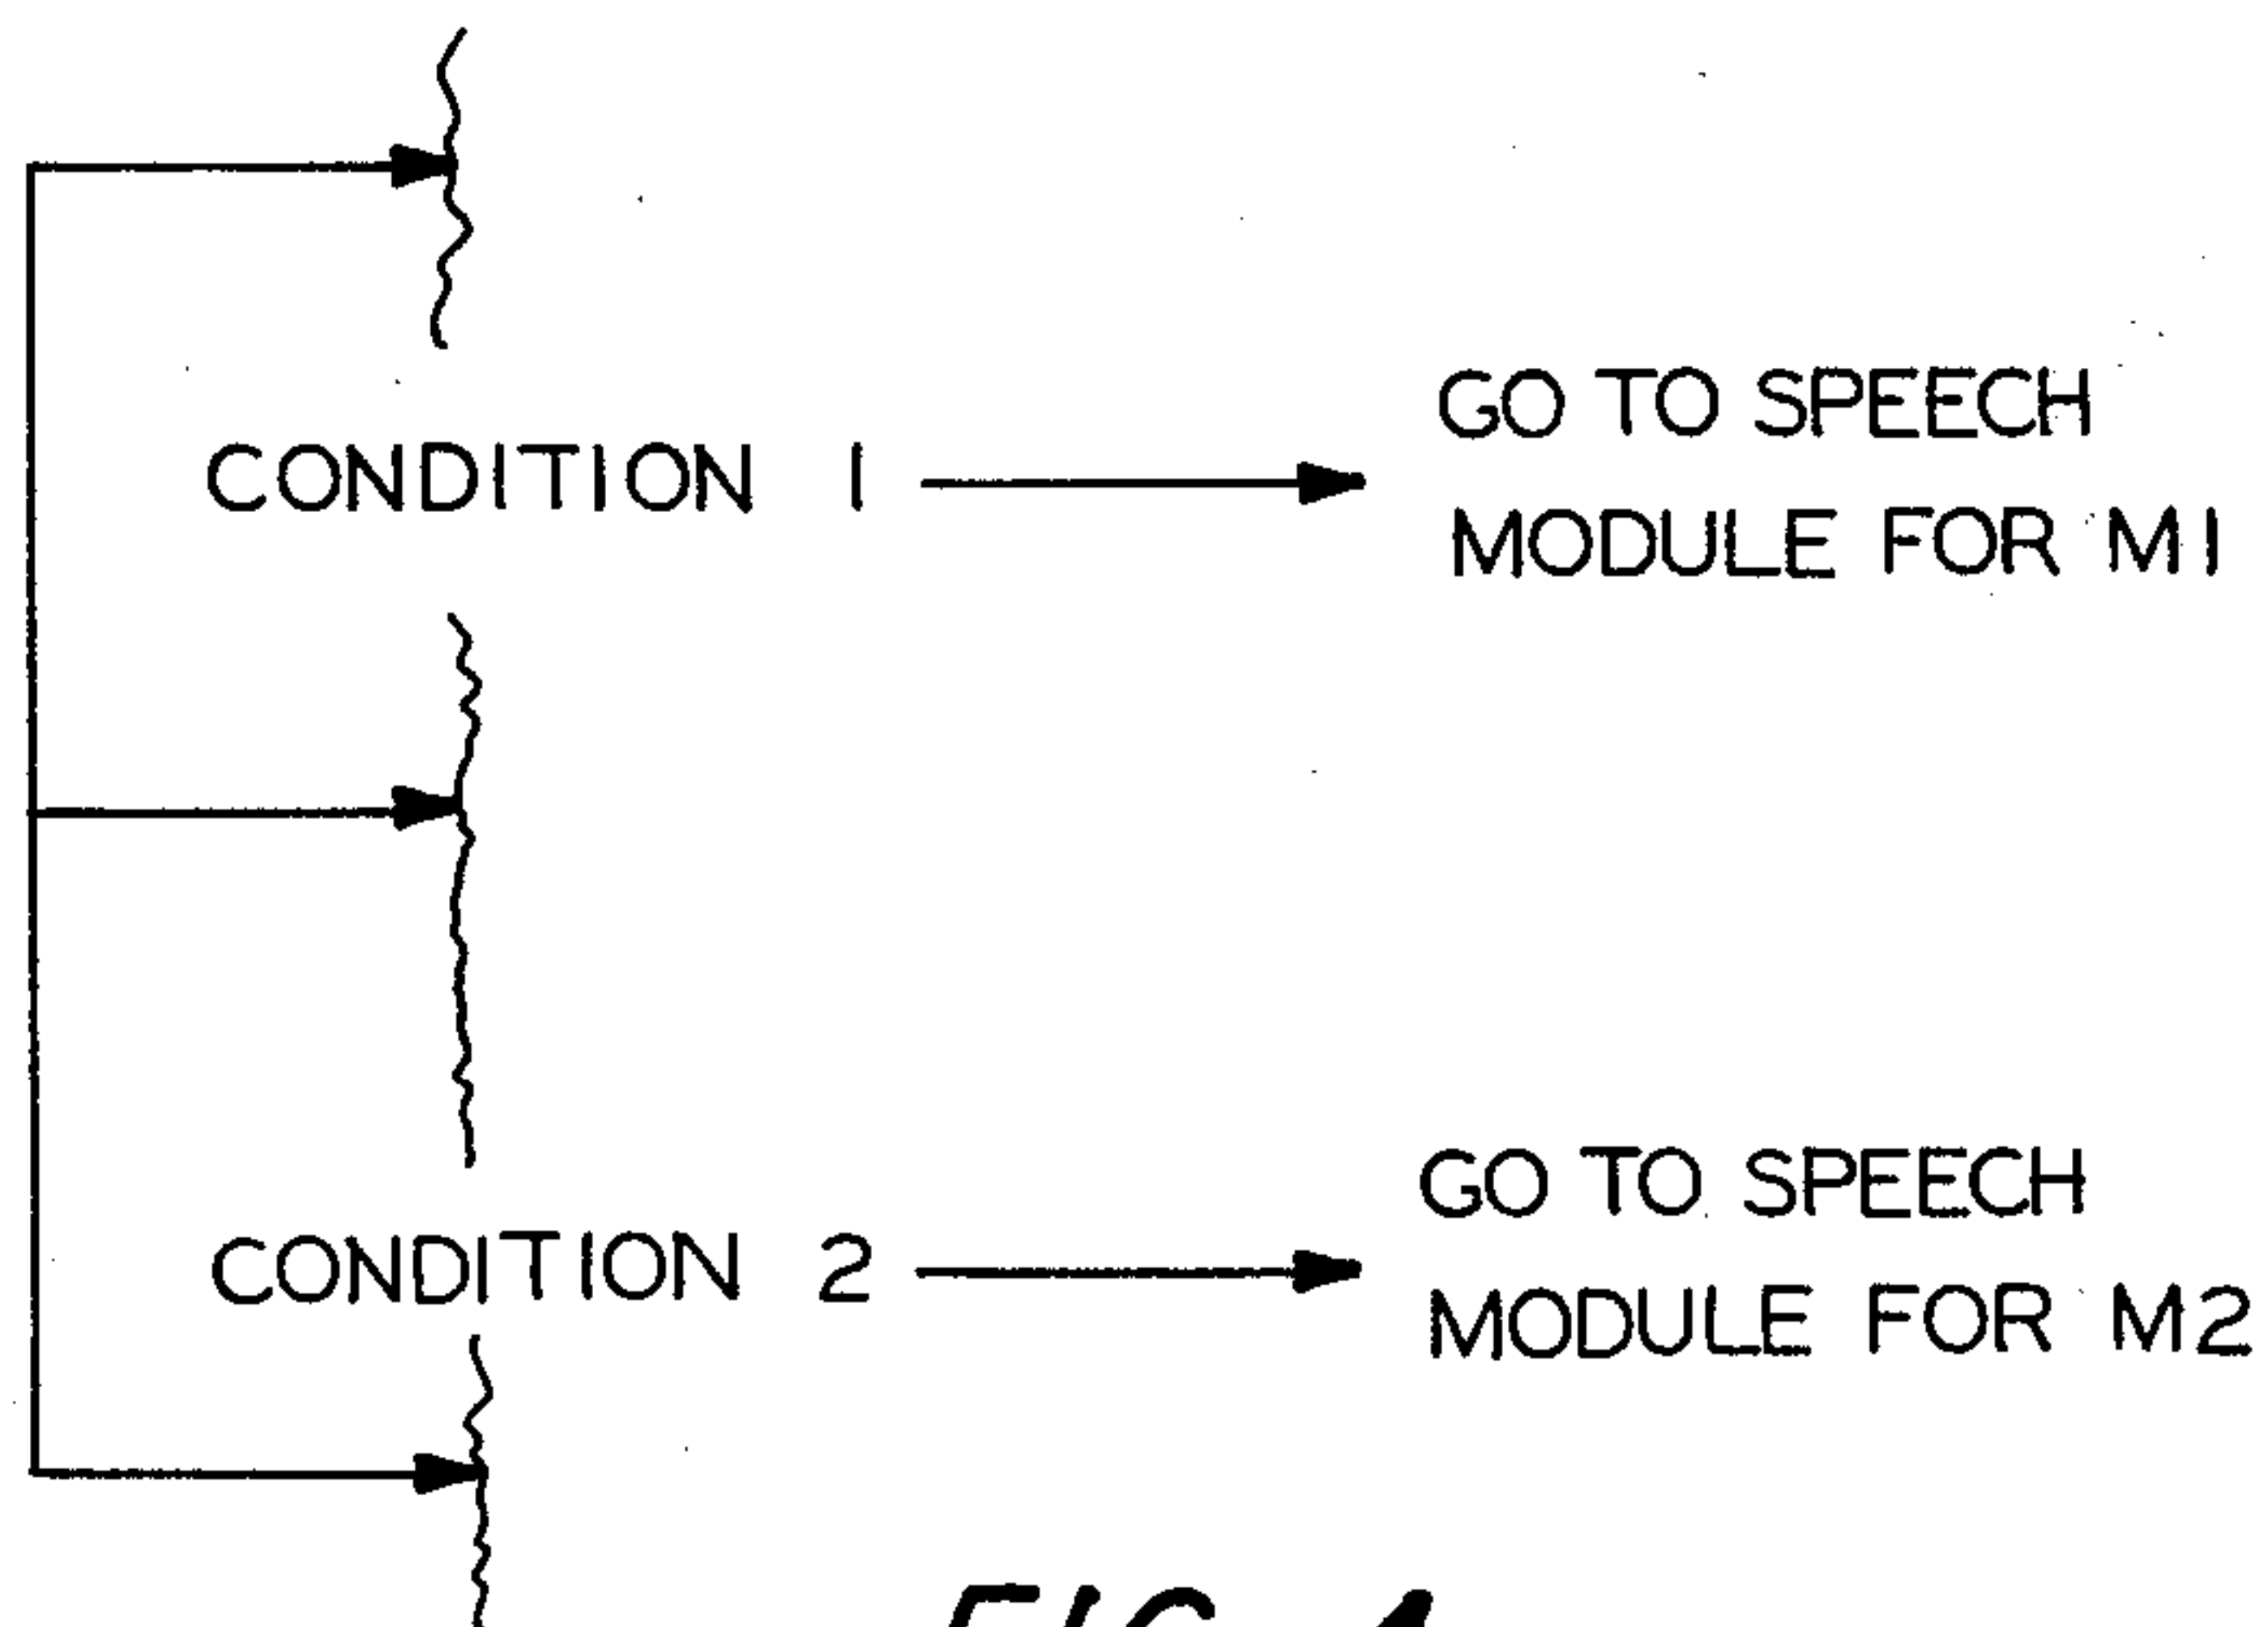 CONDITION 1
GO TO SPEECH
MODULE FOR M1
CONDITION 2
GO TO SPEECH
MODULE FOR M2